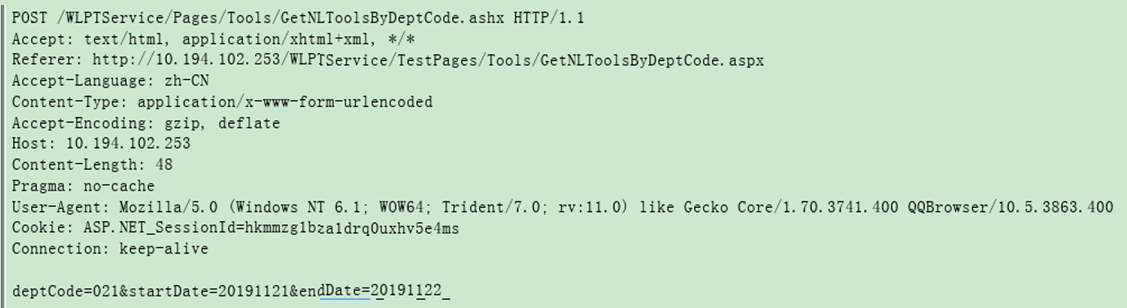 POST /WLPTService/Pages/Tools/GetNLToolsByDeptCode.ashx HTTP/1.1
Accept: text/html, application/xhtml+xml, */*
Referer: http://10.194.102.253/WLPTService/TestPages/Tools/GetNLToolsByDeptCode.aspx
Accept-Language: zh-CN
Content-Type: application/x-www-form-urlencoded
Accept-Encoding: gzip, deflate
Host: 10.194.102.253
Content-Length: 48
Pragma: no-cache
User-Agent: Mozilla/5.0 (Windows NT 6.1; WOW64; Trident/7.0; rv:11.0) like Gecko Core/1.70.3741.400 QQBrowser/10.5.3863.400
Cookie: ASP.NET_SessionId=hkmmzg1bza1drq0uxhv5e4ms
Connection: keep-alive
deptCode=021&startDate=20191121&endDate=20191122_